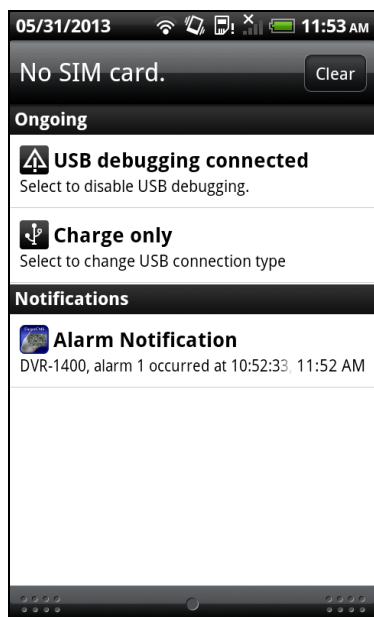 05/31/2013 11:53 AM
No SIM card. Clear
Ongoing
USB debugging connected
Select to disable USB debugging.
Charge only
Select to change USB connection type
Notifications
Alarm Notification
DVR-1400, alarm 1 occurred at 10:52:33, 11:52 AM